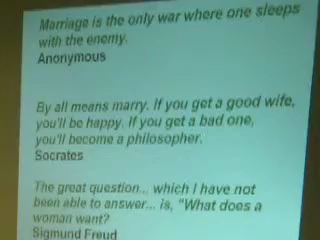 Marriage is the only war where one sleeps
with the enemy.
Anonymous
By all means marry. If you get a good wife,
you'll be happy. If you get a bad one,
you'll become a philosopher.
Socrates
The great question... which I have not
been able to answer... is, "What does a
woman want?
Sigmund Freud